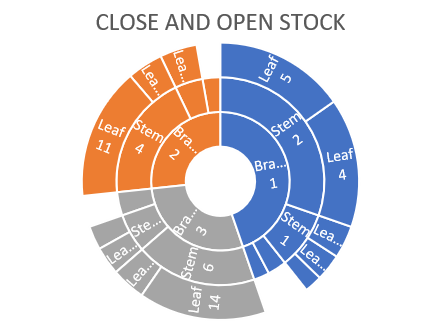 CLOSE AND OPEN STOCK
Leaf
5
Leaf
4
Lea...
Lea...
Stem
2
Stem
1
Bra...
1
Leaf
14
Lea...
Lea...
Stem
6
Ste...
Bra...
3
Leaf
11
Lea...
Lea...
Stem
4
Bra...
2